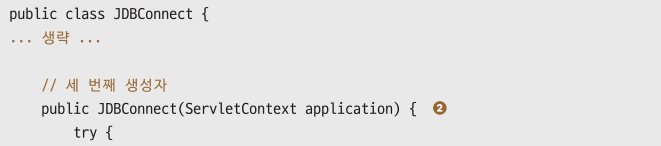 public class JDBConnect {
... 생략 ...
// 세 번째 생성자
public JDBConnect(ServletContext application) { ❷
try {